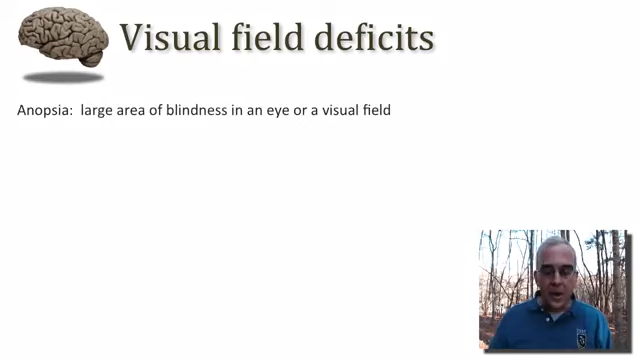 Visual field deficits
Anopsia: large area of blindness in an eye or a visual field